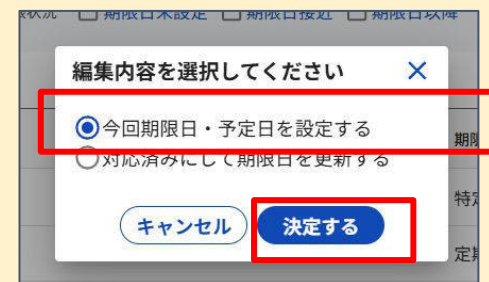 期限日未設定 期限日接近 期限日以降
編集内容を選択してください
今回期限日・予定日を設定する
期限
対応済みにして期限日を更新する
特定
キャンセル 決定する
定期